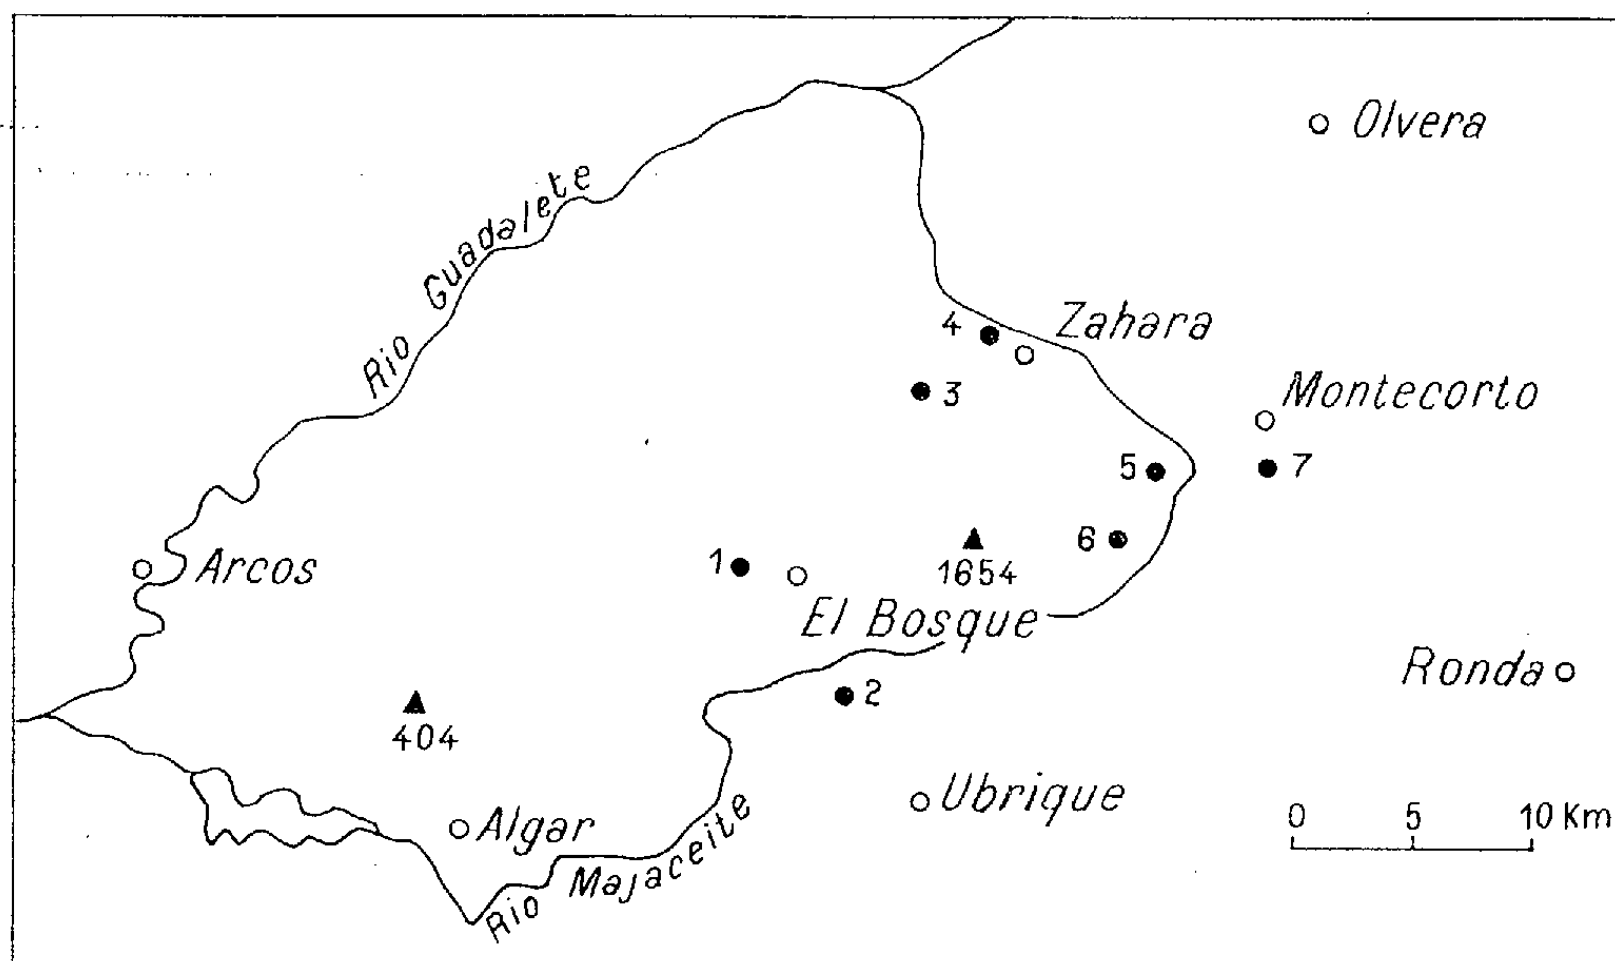 Olvera
Rio Guadalete
4
Zahara
3
Montecorto
5
7
6
1
1654
Arcos
El Bosque
Ronda
2
404
Ubrique
Algar
0 5 10 Km
Rio Majaceite